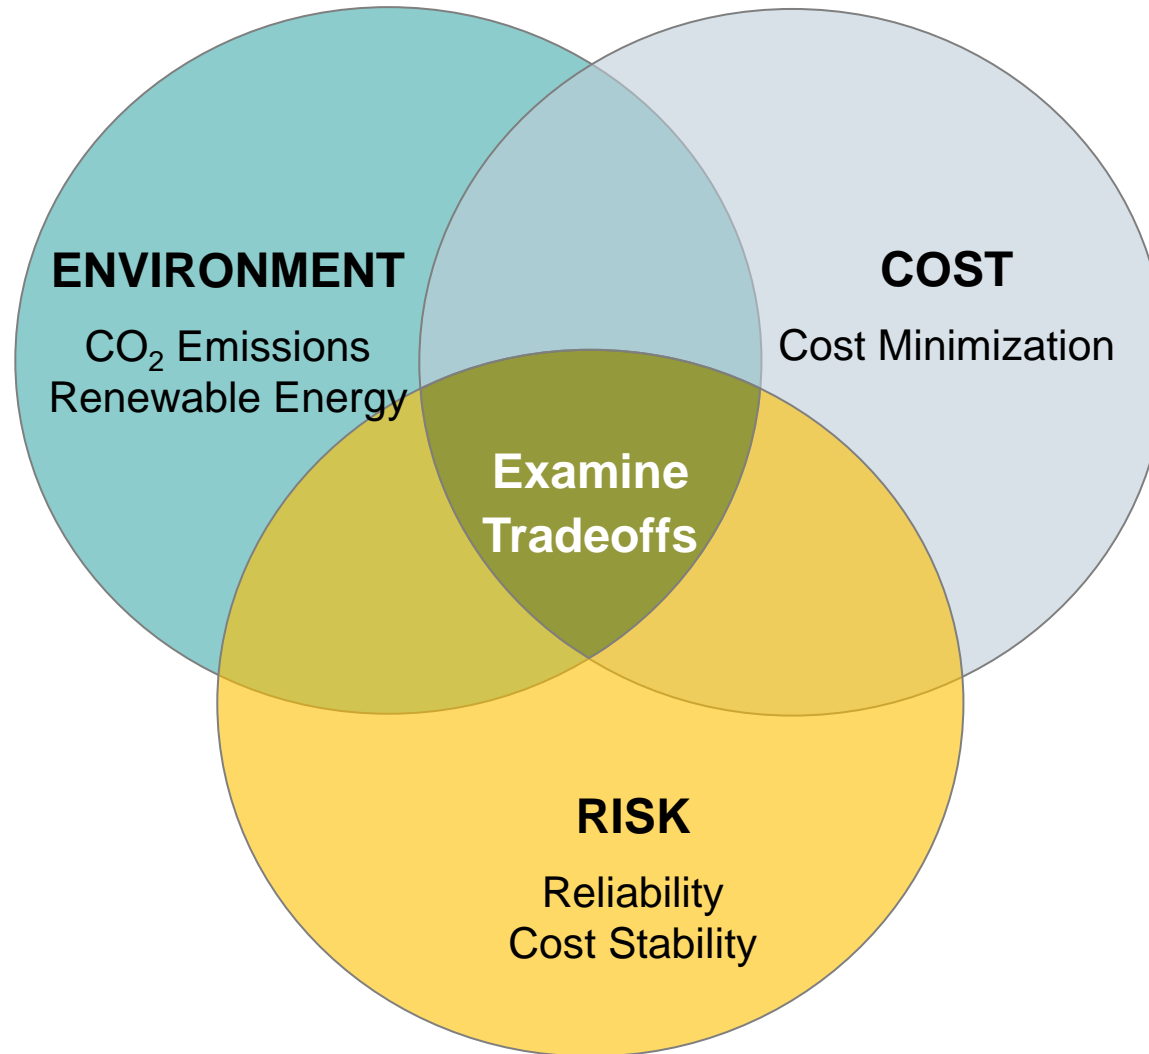 ENVIRONMENT
CO₂ Emissions
Renewable Energy
COST
Cost Minimization
Examine
Tradeoffs
RISK
Reliability
Cost Stability